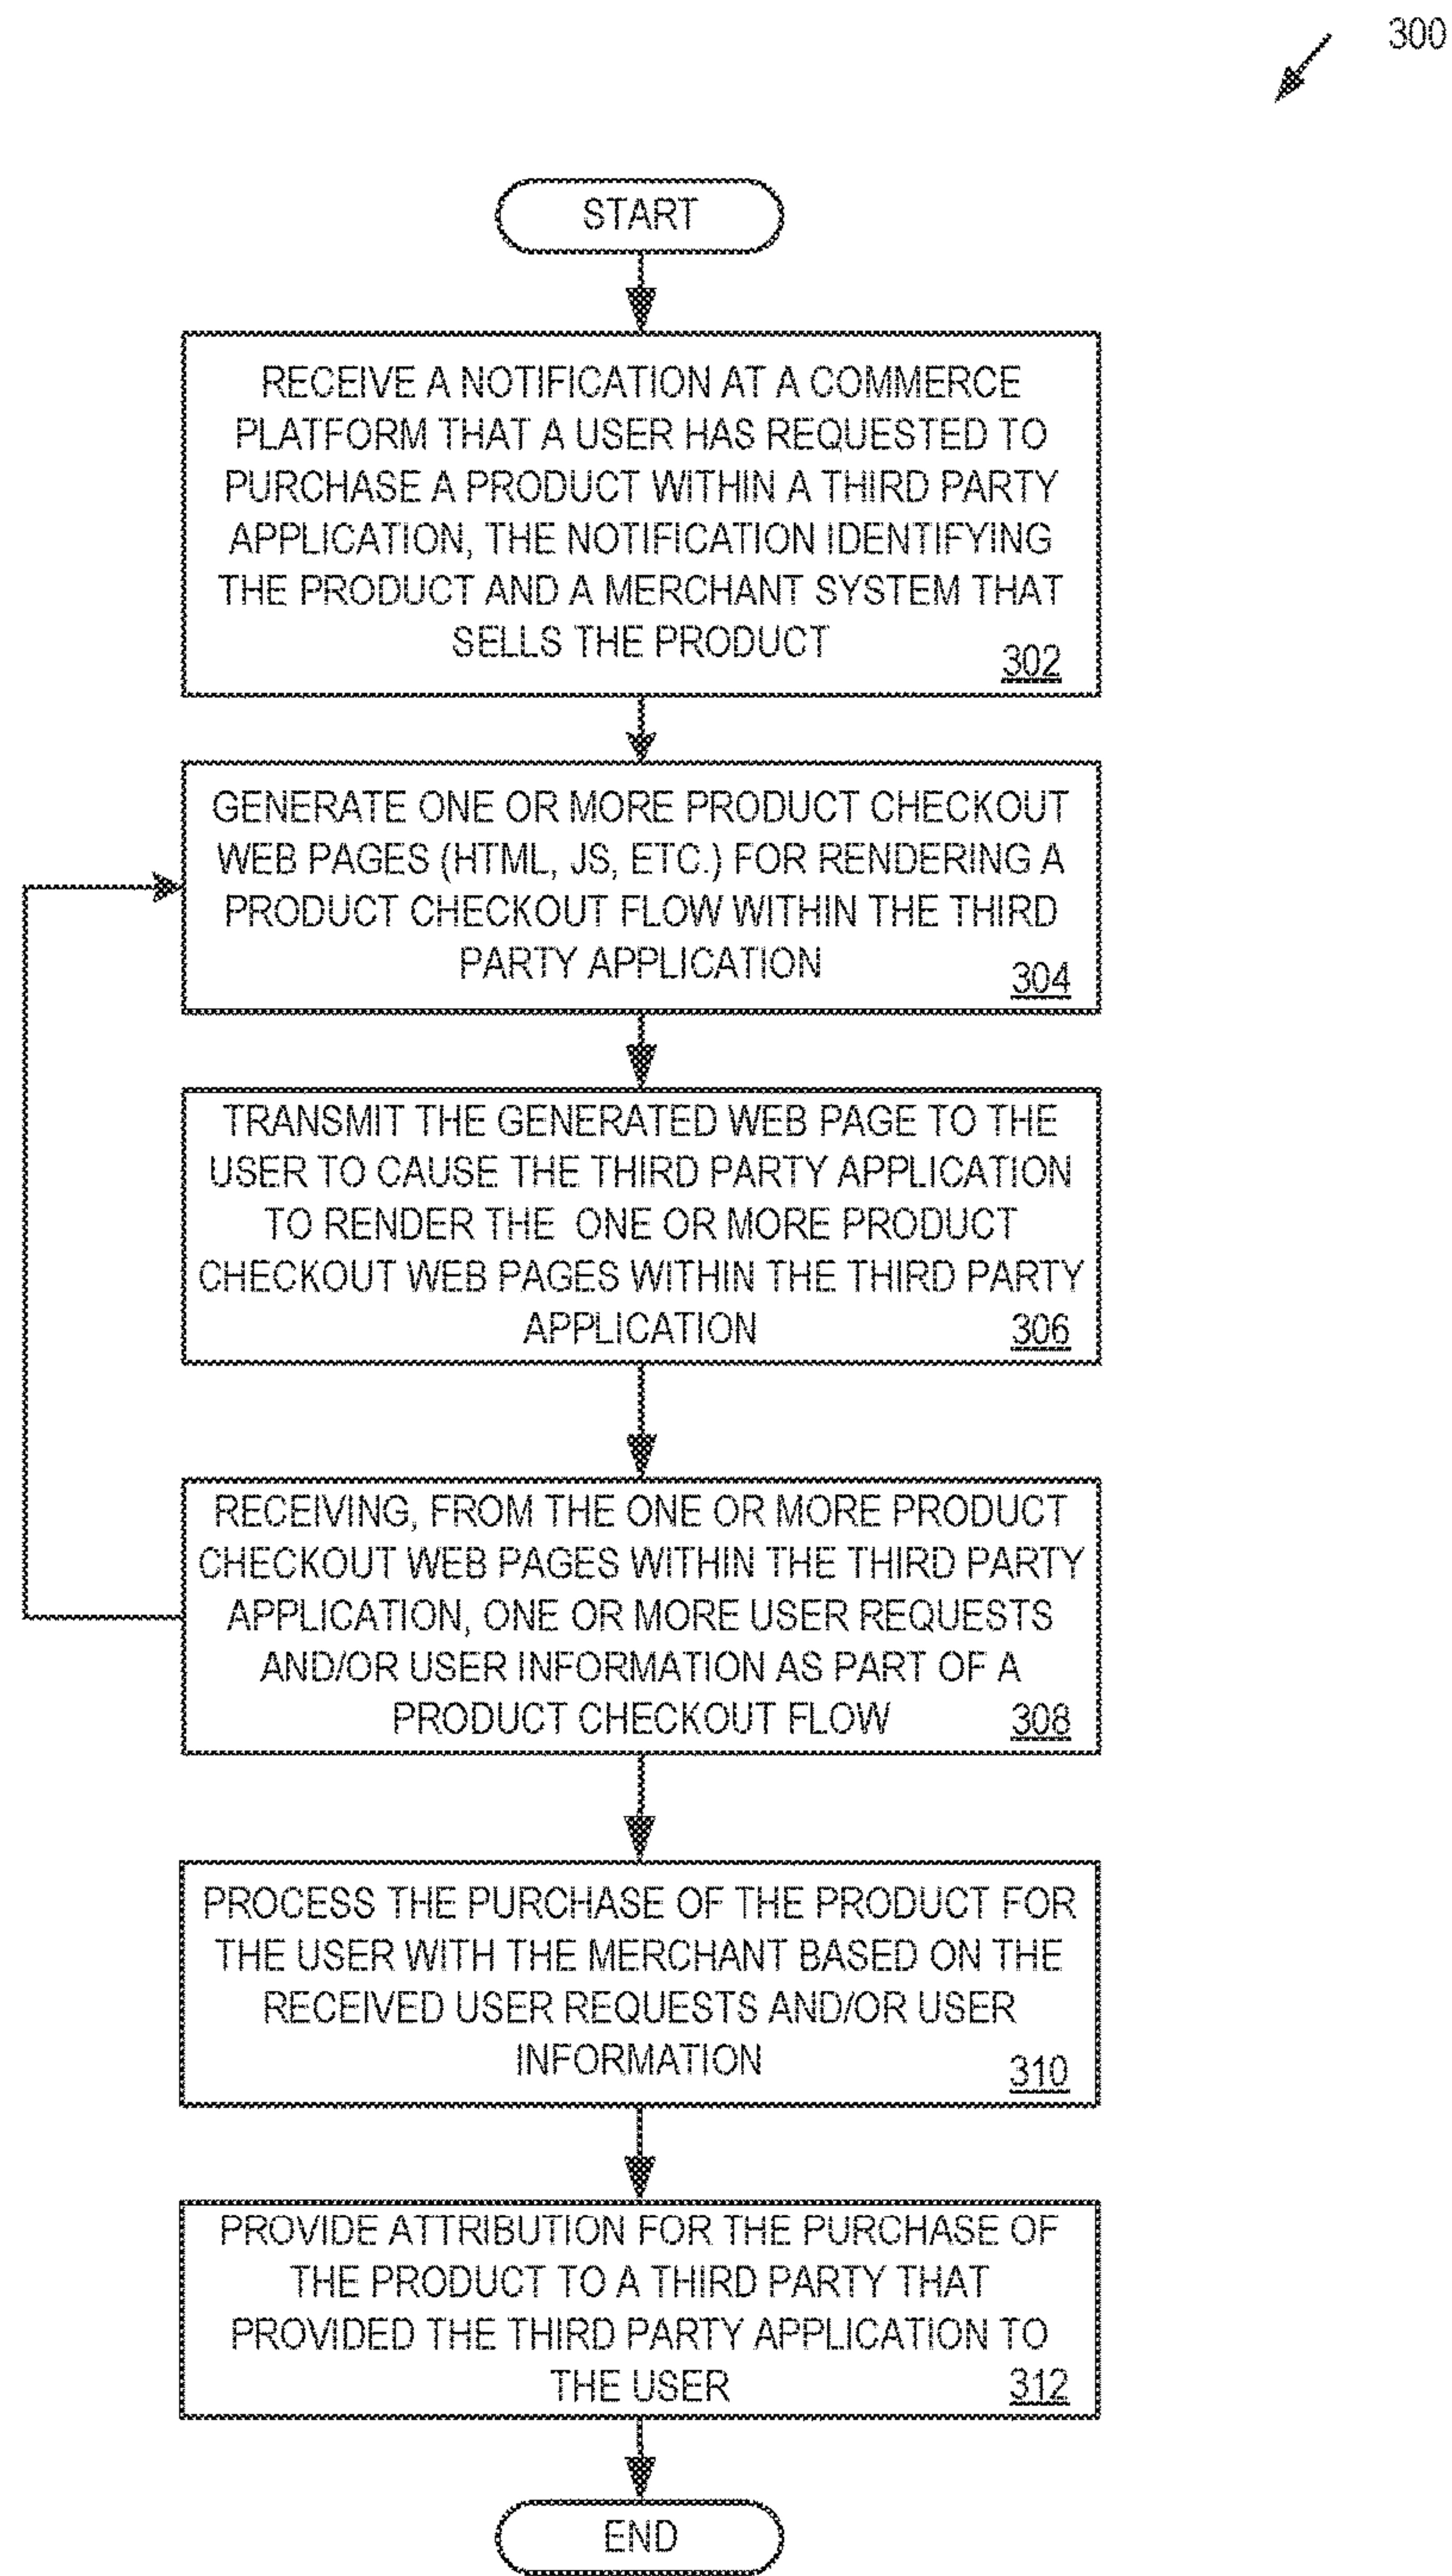 300
START
RECEIVE A NOTIFICATION AT A COMMERCE
PLATFORM THAT A USER HAS REQUESTED TO
PURCHASE A PRODUCT WITHIN A THIRD PARTY
APPLICATION, THE NOTIFICATION IDENTIFYING
THE PRODUCT AND A MERCHANT SYSTEM THAT
SELLS THE PRODUCT
302
GENERATE ONE OR MORE PRODUCT CHECKOUT
WEB PAGES (HTML, JS, ETC.) FOR RENDERING A
PRODUCT CHECKOUT FLOW WITHIN THE THIRD
PARTY APPLICATION
304
TRANSMIT THE GENERATED WEB PAGE TO THE
USER TO CAUSE THE THIRD PARTY APPLICATION
TO RENDER THE ONE OR MORE PRODUCT
CHECKOUT WEB PAGES WITHIN THE THIRD PARTY
APPLICATION
306
RECEIVING, FROM THE ONE OR MORE PRODUCT
CHECKOUT WEB PAGES WITHIN THE THIRD PARTY
APPLICATION, ONE OR MORE USER REQUESTS
AND/OR USER INFORMATION AS PART OF A
PRODUCT CHECKOUT FLOW
308
PROCESS THE PURCHASE OF THE PRODUCT FOR
THE USER WITH THE MERCHANT BASED ON THE
RECEIVED USER REQUESTS AND/OR USER
INFORMATION
310
PROVIDE ATTRIBUTION FOR THE PURCHASE OF
THE PRODUCT TO A THIRD PARTY THAT
PROVIDED THE THIRD PARTY APPLICATION TO
THE USER
312
END